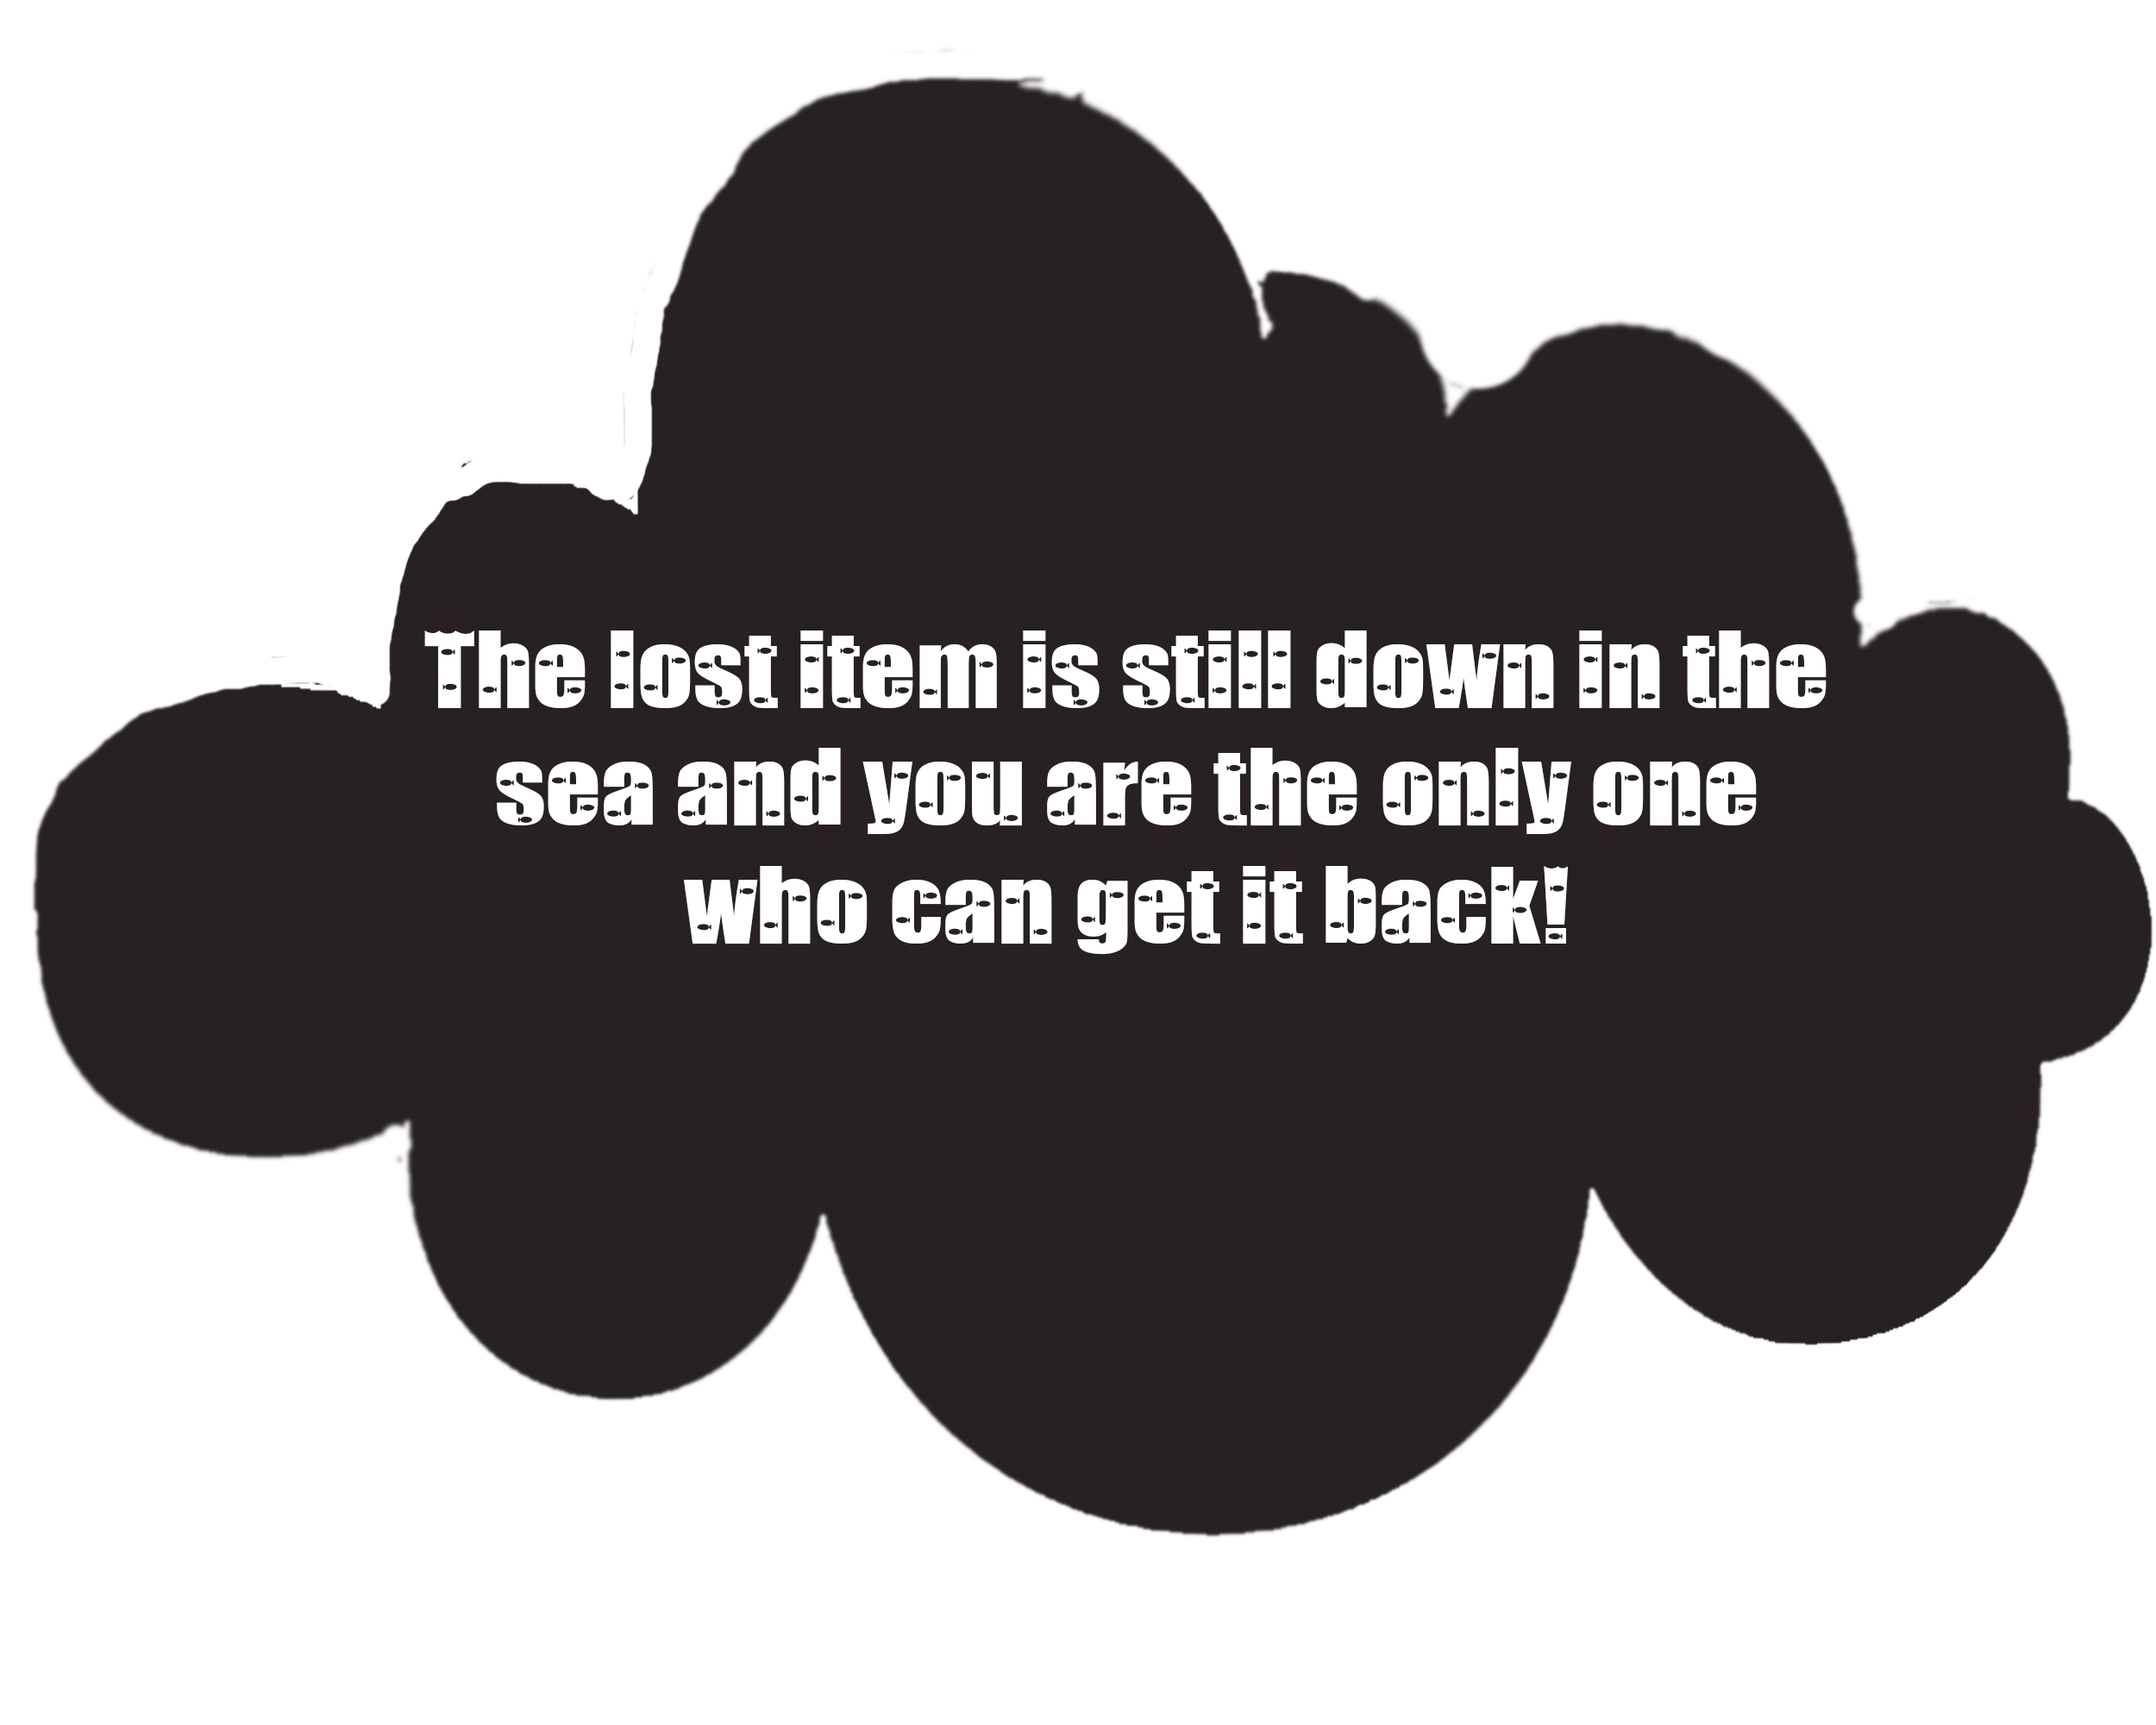 The lost item is still down in the
sea and you are the only one
who can get it back!